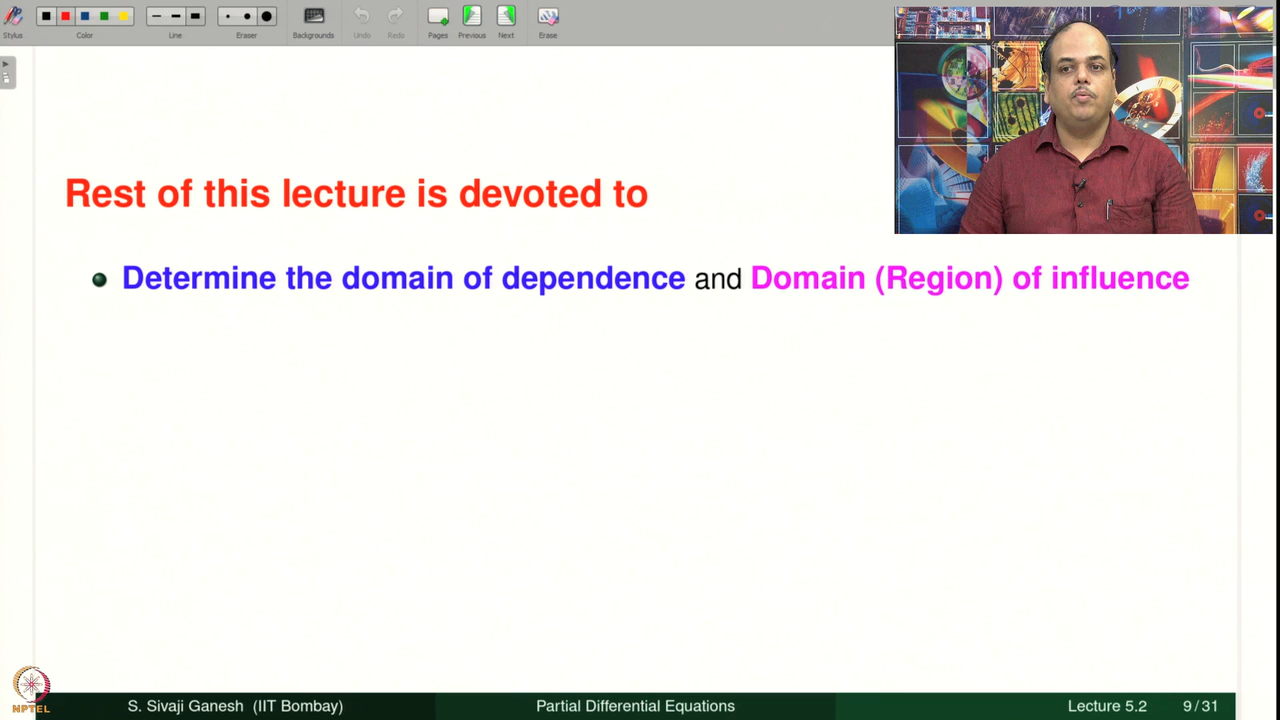 Stylus
Color
Line
Eraser
Backgrounds
Undo
Redo
Pages
Previous
Next
Erase
Rest of this lecture is devoted to
Determine the domain of dependence and Domain (Region) of influence
NPTEL
S. Sivaji Ganesh (IIT Bombay) Partial Differential Equations Lecture 5.2 9/31